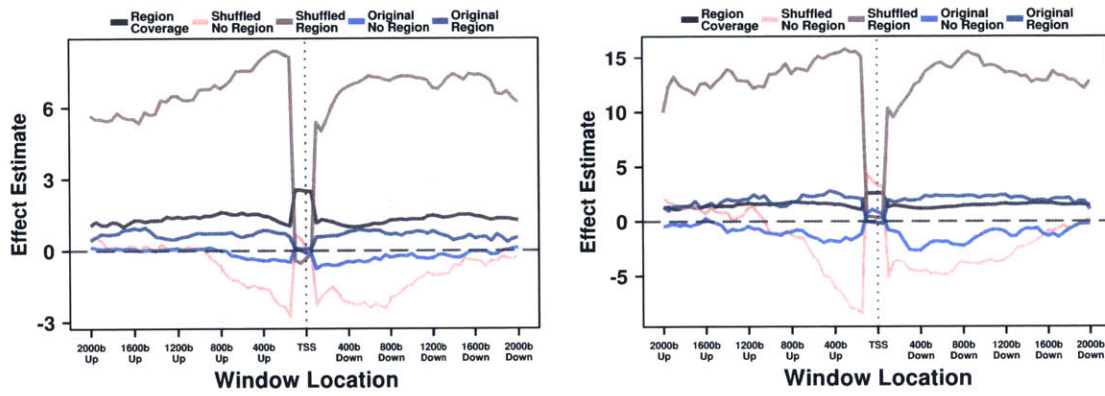 Region Coverage
Shuffled No Region
Shuffled Region
Original No Region
Original Region
Effect Estimate
6
3
0
-3
2000b Up
1600b Up
1200b Up
800b Up
400b Up
TSS
400b Down
800b Down
1200b Down
1600b Down
2000b Down
Window Location
Region Coverage
Shuffled No Region
Shuffled Region
Original No Region
Original Region
Effect Estimate
15
10
5
0
-5
2000b Up
1600b Up
1200b Up
800b Up
400b Up
TSS
400b Down
800b Down
1200b Down
1600b Down
2000b Down
Window Location